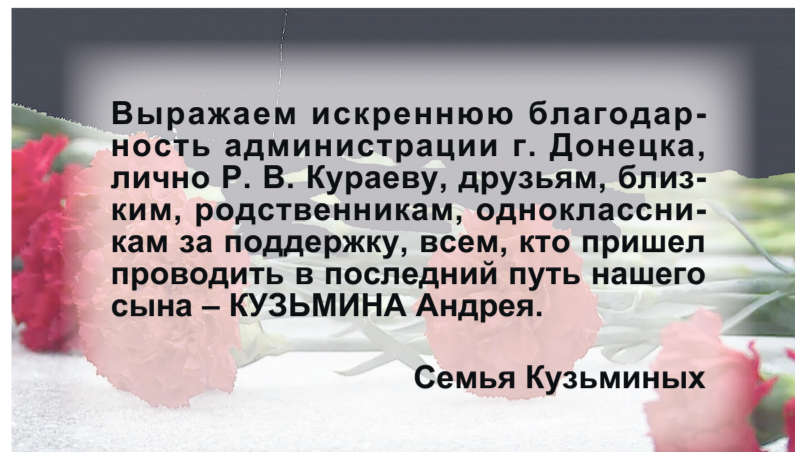 Выражаем искреннюю благодар-
ность администрации г. Донецка,
лично Р. В. Кураеву, друзьям, близ-
ким, родственникам, одноклассни-
кам за поддержку, всем, кто пришел
проводить в последний путь нашего
сына – КУЗЬМИНА Андрея.
Семья Кузьминых